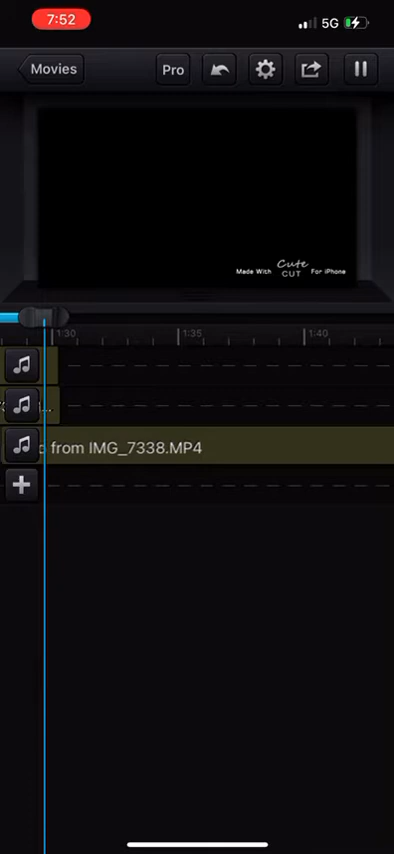 7:52
5G
Movies
Pro
Made With Cute CUT For iPhone
1:30
1:35
1:40
from IMG_7338.MP4